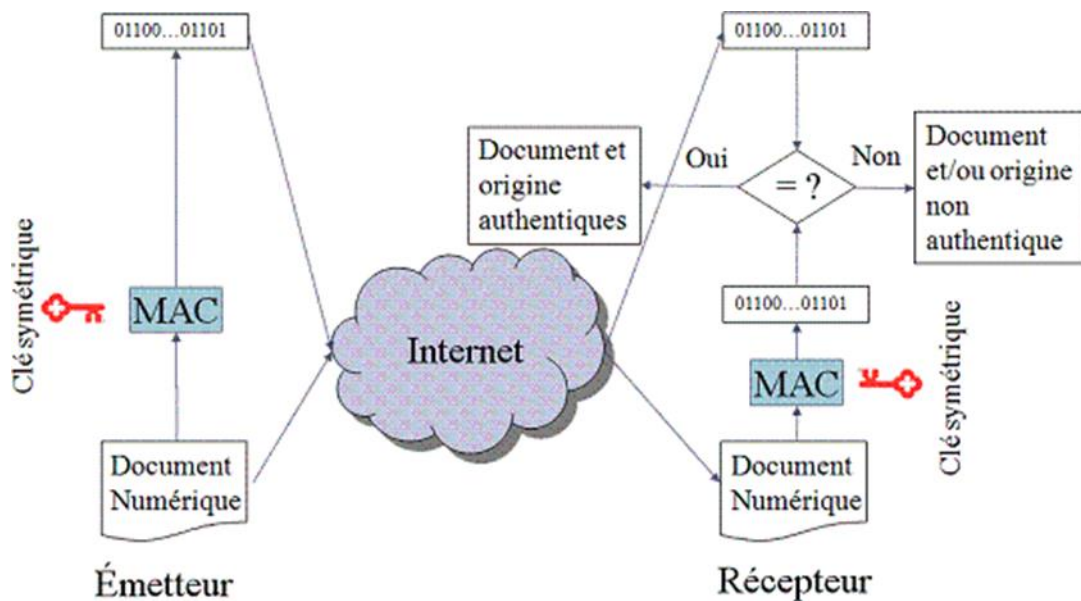 01100...01101
Clé symétrique
MAC
Document
Numérique
Émetteur
Internet
01100...01101
Document et
origine
authentiques
Oui
= ?
Non
Document
et/ou origine
non
authentique
01100...01101
MAC
Clé symétrique
Document
Numérique
Récepteur